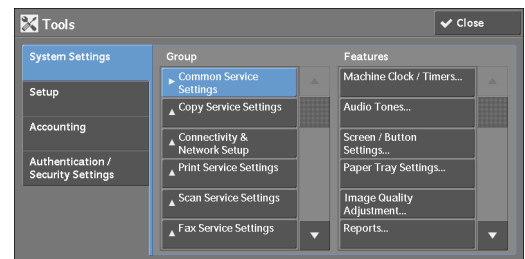 Tools
Close
System Settings
Setup
Accounting
Authentication /
Security Settings
Group
Common Service
Settings
Copy Service Settings
Connectivity &
Network Setup
Print Service Settings
Scan Service Settings
Fax Service Settings
Features
Machine Clock / Timers...
Audio Tones...
Screen / Button
Settings...
Paper Tray Settings...
Image Quality
Adjustment...
Reports...